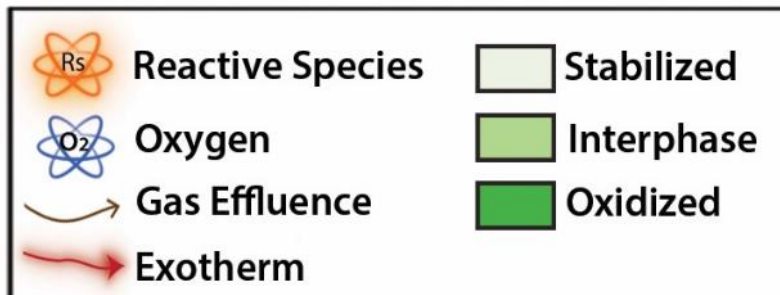 Rs Reactive Species
O2 Oxygen
Gas Effluence
Exotherm
Stabilized
Interphase
Oxidized